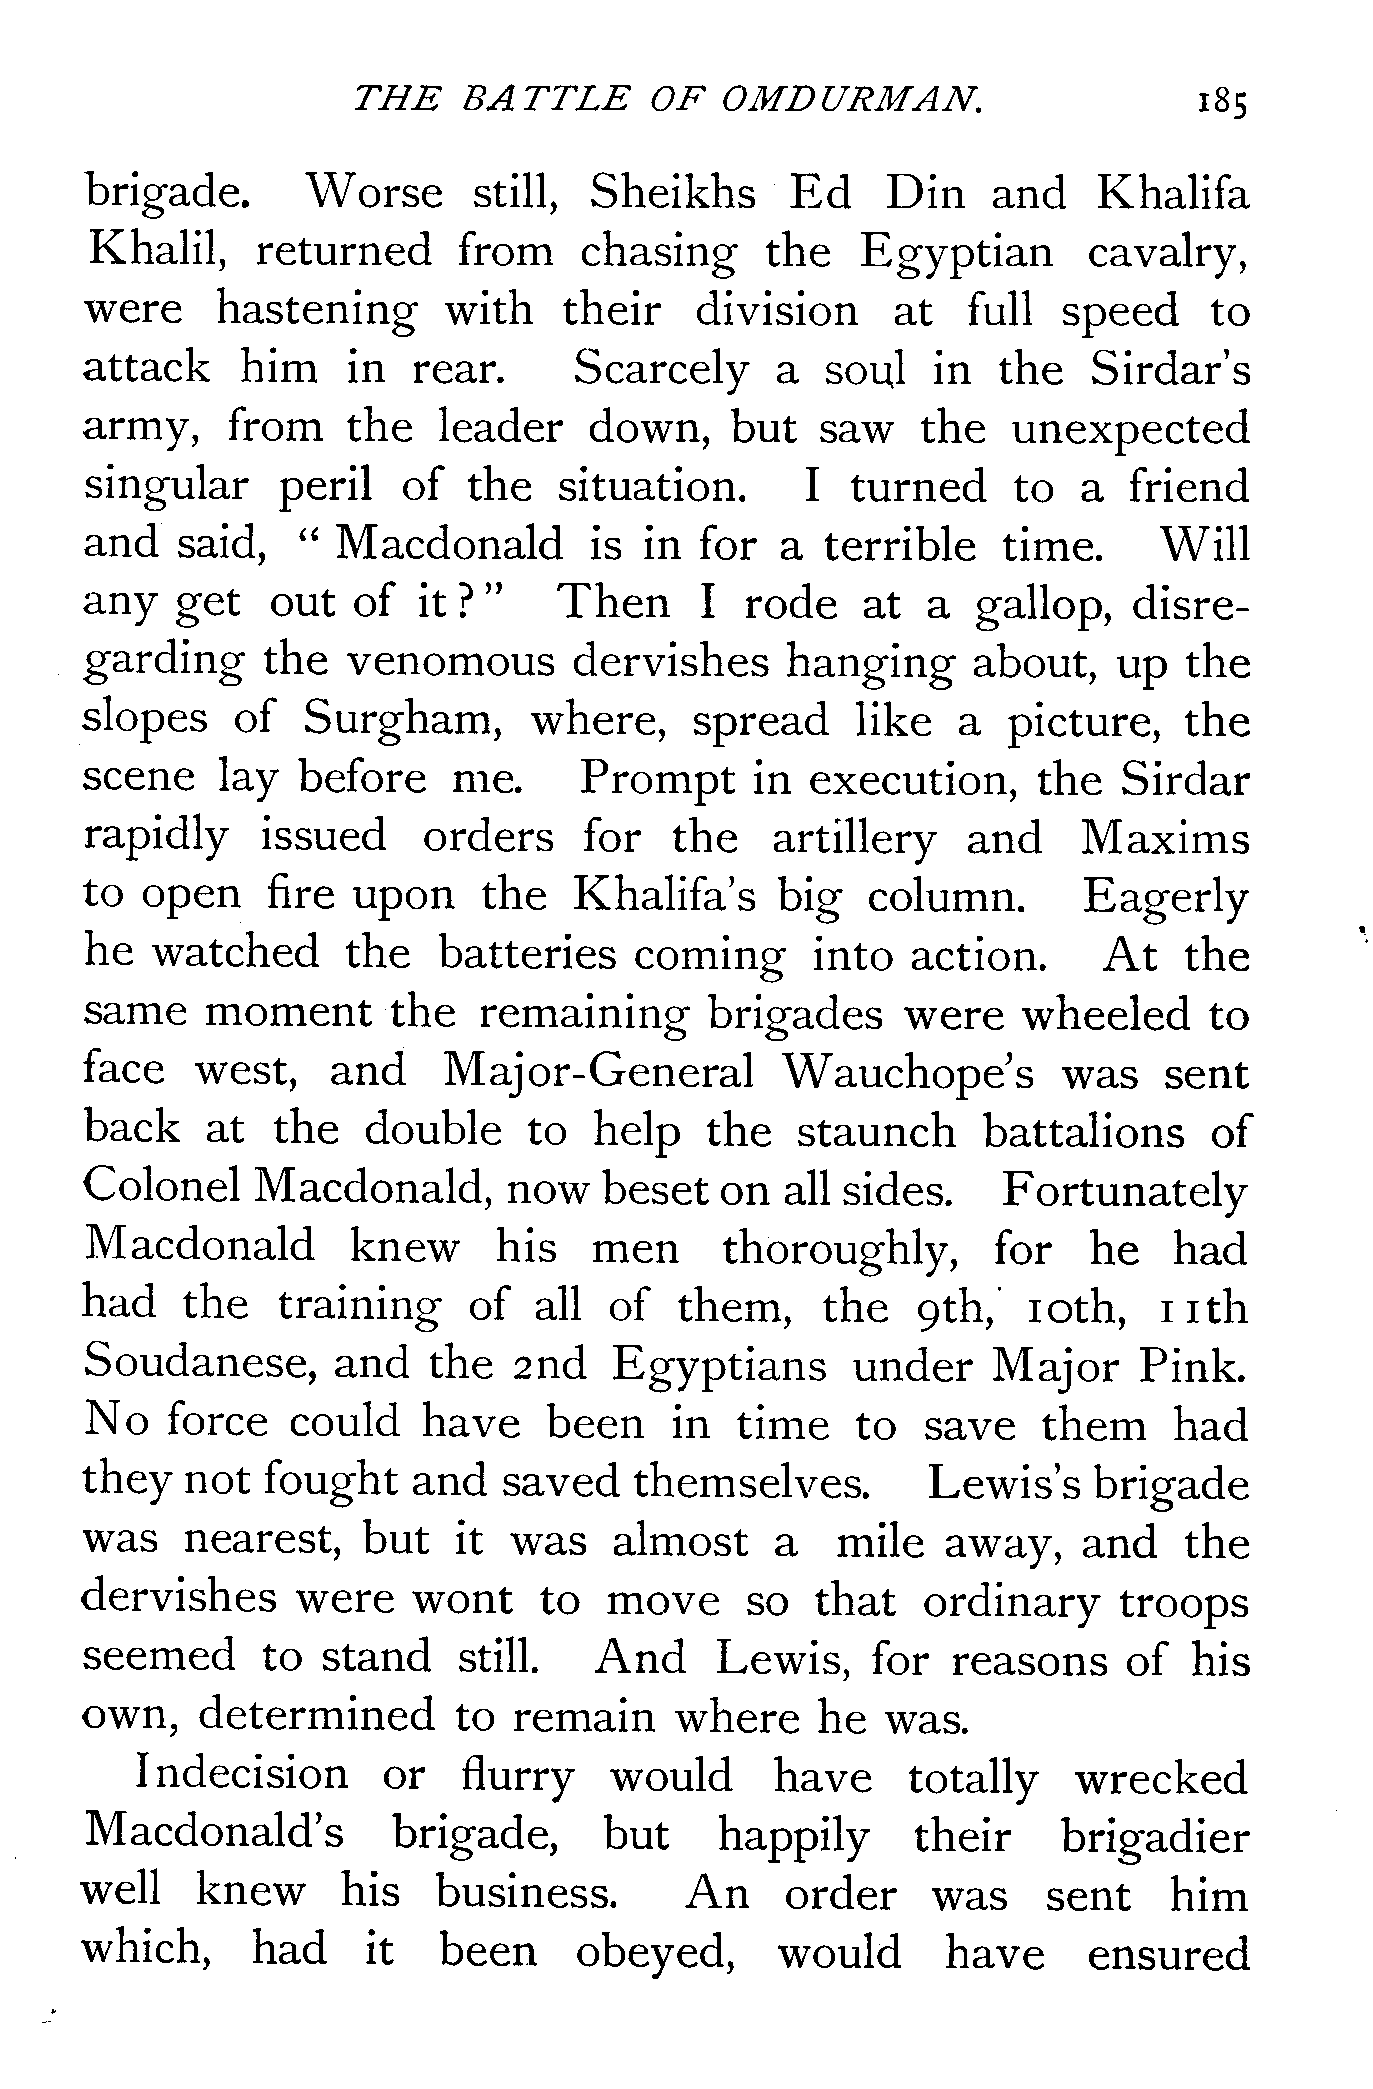 THE BATTLE OF OMDURMAN. 185
brigade. Worse still, Sheikhs Ed Din and Khalifa
Khalil, returned from chasing the Egyptian cavalry,
were hastening with their division at full speed to
attack him in rear. Scarcely a soul in the Sirdar's
army, from the leader down, but saw the unexpected
singular peril of the situation. I turned to a friend
and said, “ Macdonald is in for a terrible time. Will
any get out of it ? ” Then I rode at a gallop, disre-
garding the venomous dervishes hanging about, up the
slopes of Surgham, where, spread like a picture, the
scene lay before me. Prompt in execution, the Sirdar
rapidly issued orders for the artillery and Maxims
to open fire upon the Khalifa's big column. Eagerly
he watched the batteries coming into action. At the
same moment the remaining brigades were wheeled to
face west, and Major-General Wauchope's was sent
back at the double to help the staunch battalions of
Colonel Macdonald, now beset on all sides. Fortunately
Macdonald knew his men thoroughly, for he had
had the training of all of them, the 9th, 10th, 11th
Soudanese, and the 2nd Egyptians under Major Pink.
No force could have been in time to save them had
they not fought and saved themselves. Lewis's brigade
was nearest, but it was almost a mile away, and the
dervishes were wont to move so that ordinary troops
seemed to stand still. And Lewis, for reasons of his
own, determined to remain where he was.
Indecision or flurry would have totally wrecked
Macdonald's brigade, but happily their brigadier
well knew his business. An order was sent him
which, had it been obeyed, would have ensured